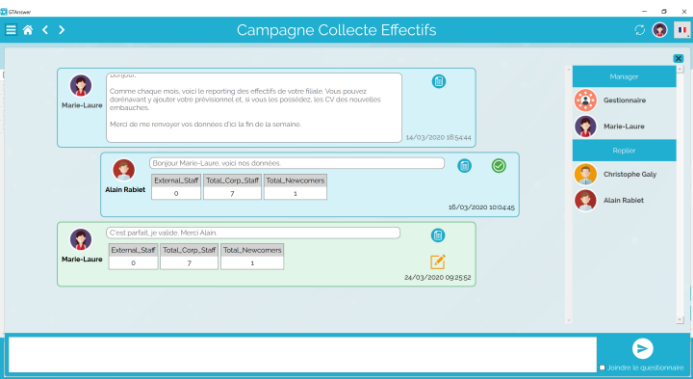 GTAnswer
Campagne Collecte Effectifs
Bonjour,
Comme chaque mois, voici le reporting des effectifs de votre filiale. Vous pouvez
dorénavant y ajouter votre prévisionnel et, si vous les possédez, les CV des nouvelles
embauches.
Merci de me renvoyer vos données d'ici la fin de la semaine.
Marie-Laure
14/03/2020 16:54:44
Bonjour Marie-Laure, voici nos données.
External_Staff Total_Corp_Staff Total_Newcomers
0 7 1
Alain Rabiet
16/03/2020 10:04:45
C'est parfait, je valide. Merci Alain.
External_Staff Total_Corp_Staff Total_Newcomers
0 7 1
Marie-Laure
24/03/2020 09:25:52
Manager
Gestionnaire
Marie-Laure
Replier
Christophe Galy
Alain Rabiet
Joindre le questionnaire